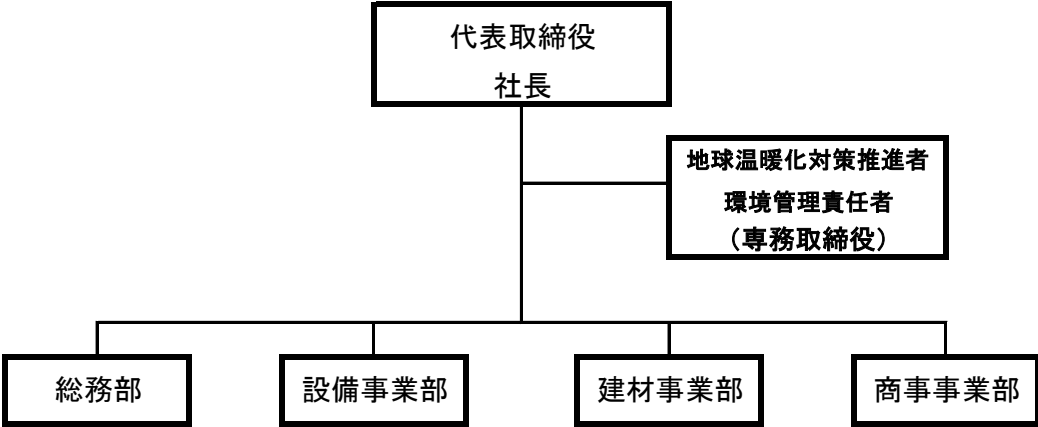 代表取締役
社長
地球温暖化対策推進者
環境管理責任者
（専務取締役）
総務部
設備事業部
建材事業部
商事事業部